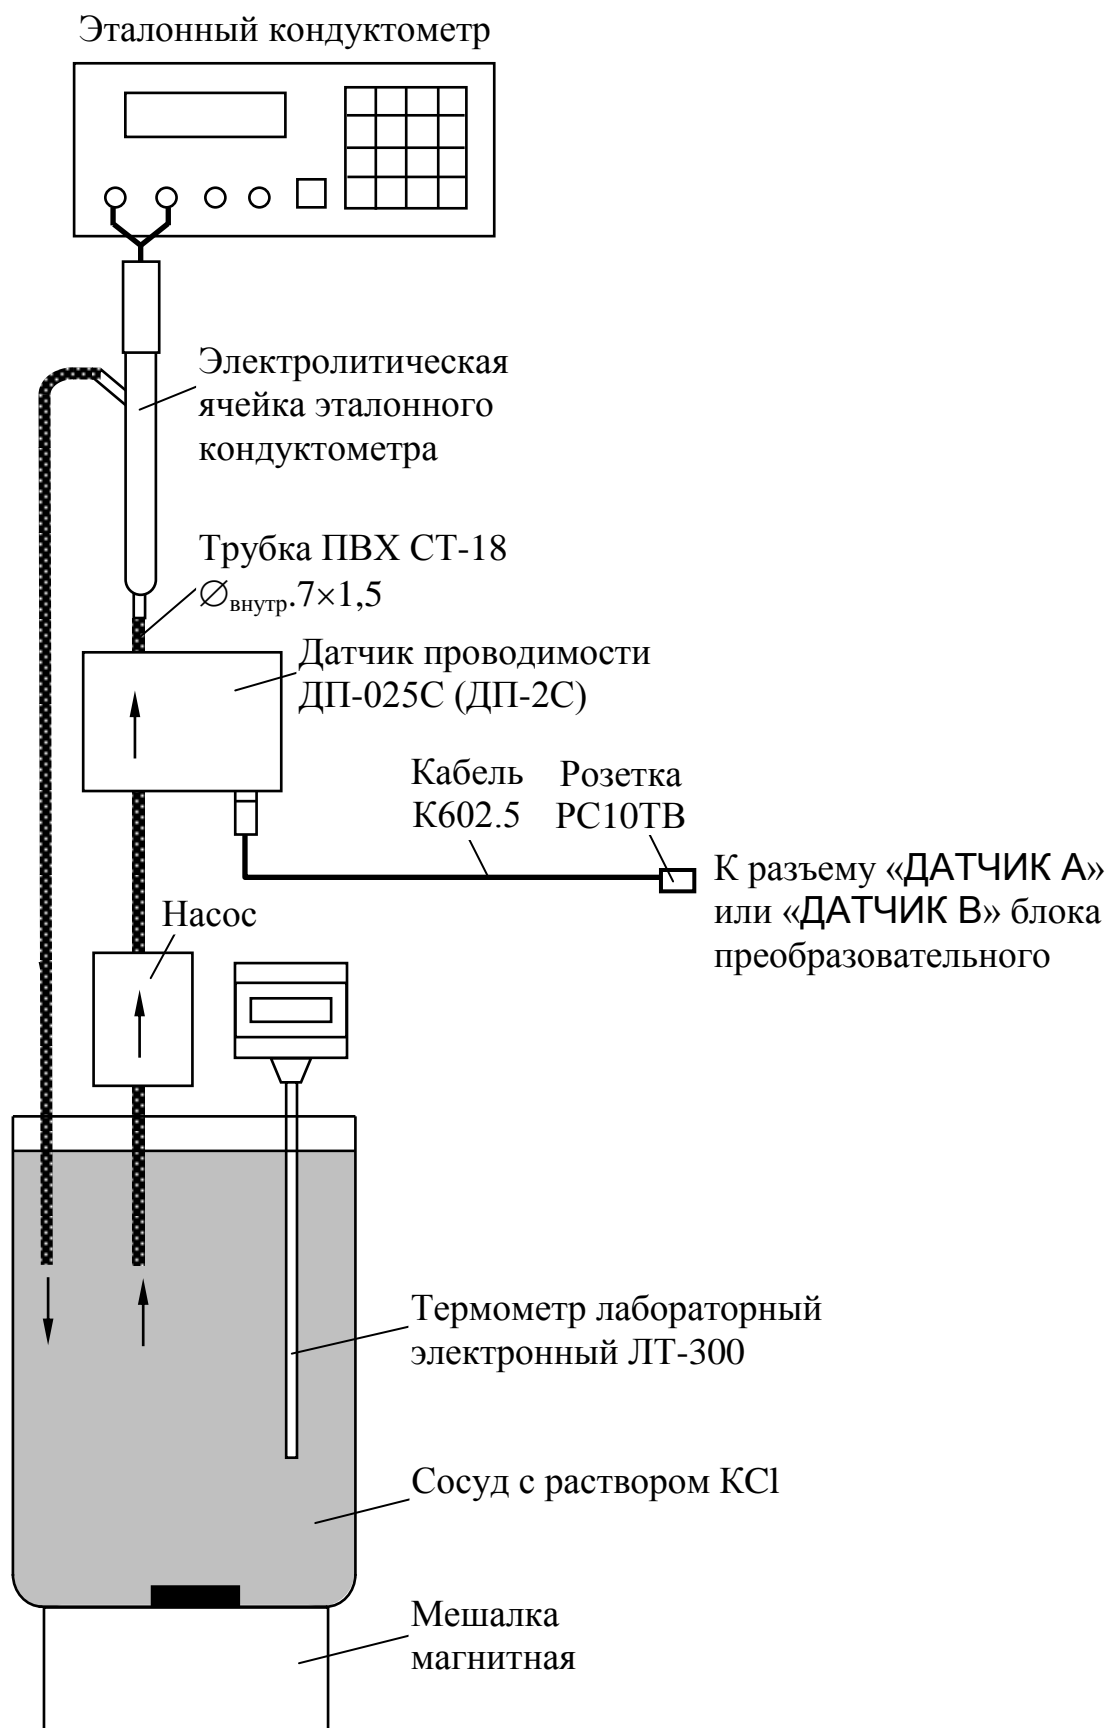 Эталонный кондуктометр
Электролитическая
ячейка эталонного
кондуктометра
Трубка ПВХ СТ-18
∅внутр.7×1,5
Датчик проводимости
ДП-025С (ДП-2С)
Кабель
К602.5
Розетка
РС10ТВ
К разъему «ДАТЧИК А»
или «ДАТЧИК В» блока
преобразовательного
Насос
Термометр лабораторный
электронный ЛТ-300
Сосуд с раствором KCl
Мешалка
магнитная